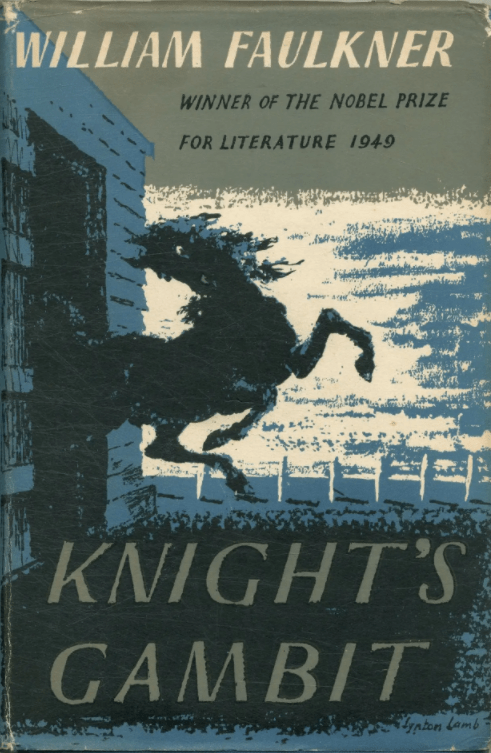 WILLIAM FAULKNER
WINNER OF THE NOBEL PRIZE
FOR LITERATURE 1949
KNIGHT'S
GAMBIT
Lynton Lamb